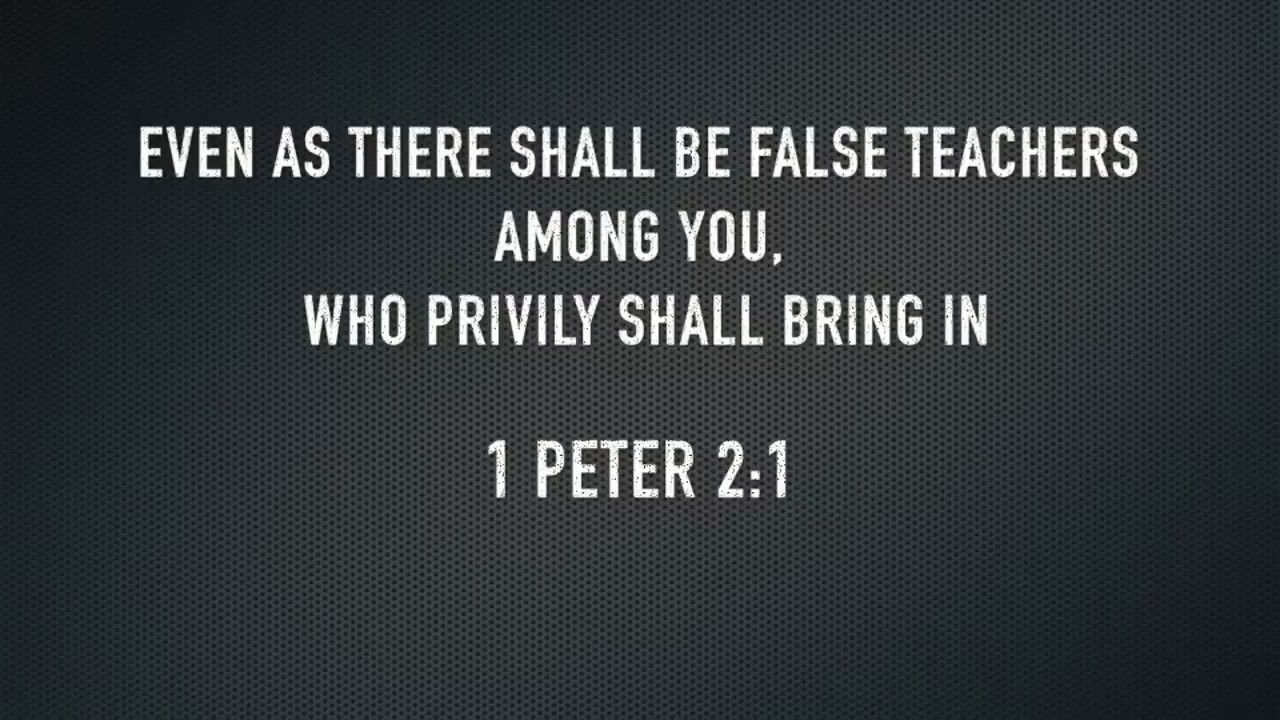 EVEN AS THERE SHALL BE FALSE TEACHERS
AMONG YOU,
WHO PRIVILY SHALL BRING IN
1 PETER 2:1